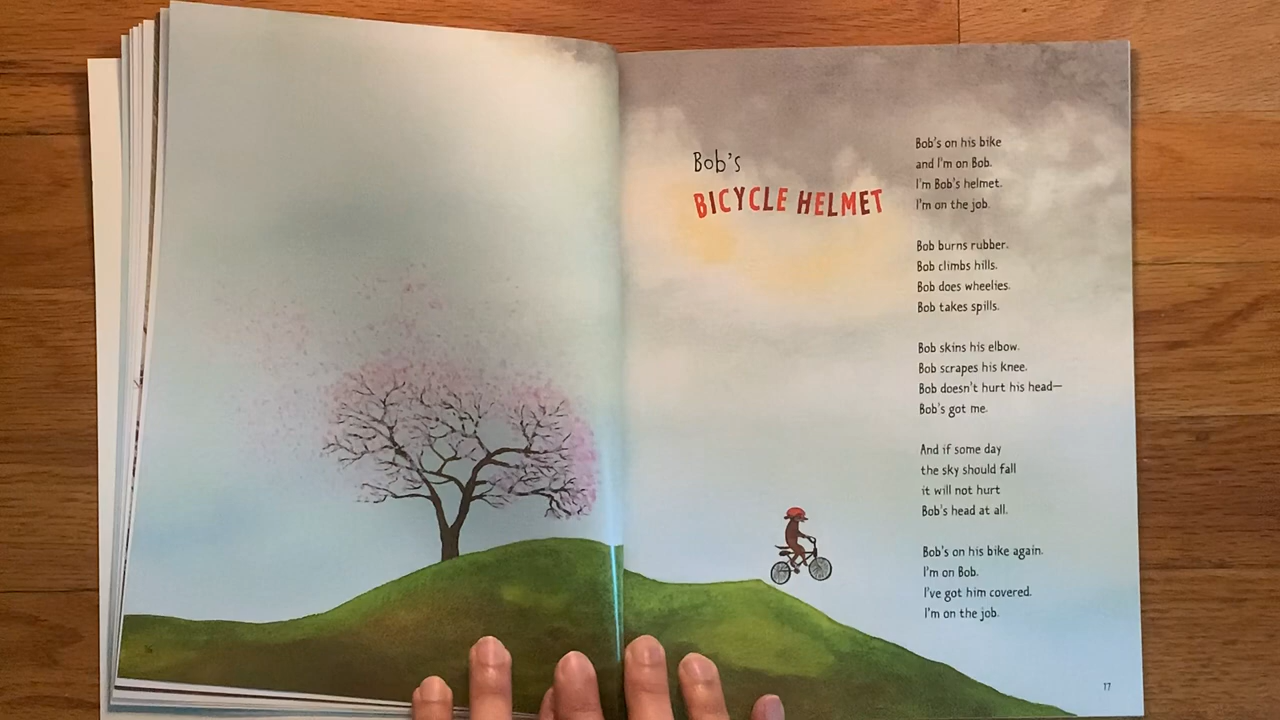 Bob's
BICYCLE HELMET
Bob's on his bike
and I'm on Bob.
I'm Bob's helmet.
I'm on the job.
Bob burns rubber.
Bob climbs hills.
Bob does wheelies.
Bob takes spills.
Bob skins his elbow.
Bob scrapes his knee.
Bob doesn't hurt his head—
Bob's got me.
And if some day
the sky should fall
it will not hurt
Bob's head at all.
Bob's on his bike again.
I'm on Bob.
I've got him covered.
I'm on the job.
16
17